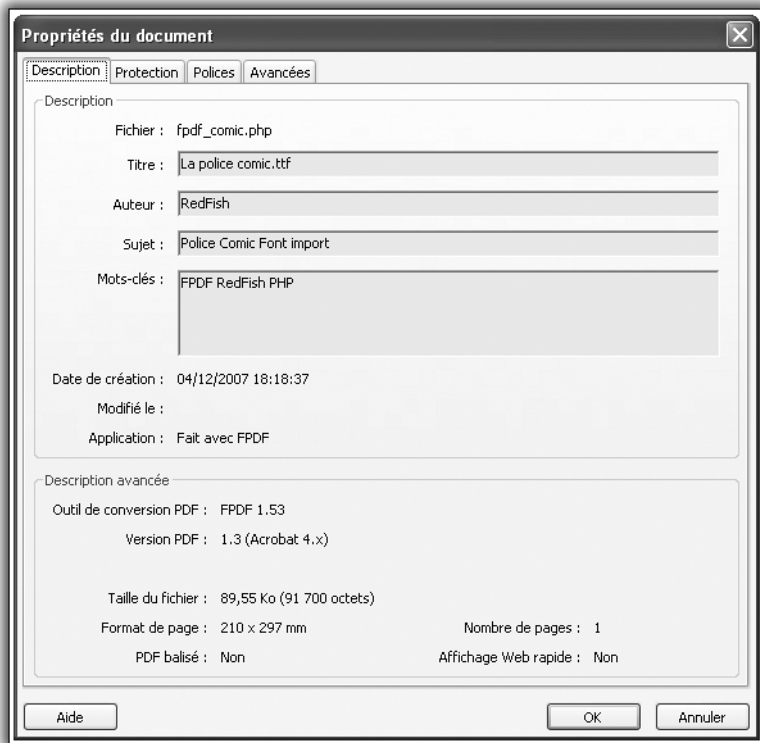 Propriétés du document
Description Protection Polices Avancées
Description
Fichier : fpdf_comic.php
Titre : La police comic.ttf
Auteur : RedFish
Sujet : Police Comic Font import
Mots-clés : FPDF RedFish PHP
Date de création : 04/12/2007 18:18:37
Modifié le :
Application : Fait avec FPDF
Description avancée
Outil de conversion PDF : FPDF 1.53
Version PDF : 1.3 (Acrobat 4.x)
Taille du fichier : 89,55 Ko (91 700 octets)
Format de page : 210 x 297 mm Nombre de pages : 1
PDF balisé : Non Affichage Web rapide : Non
Aide OK Annuler